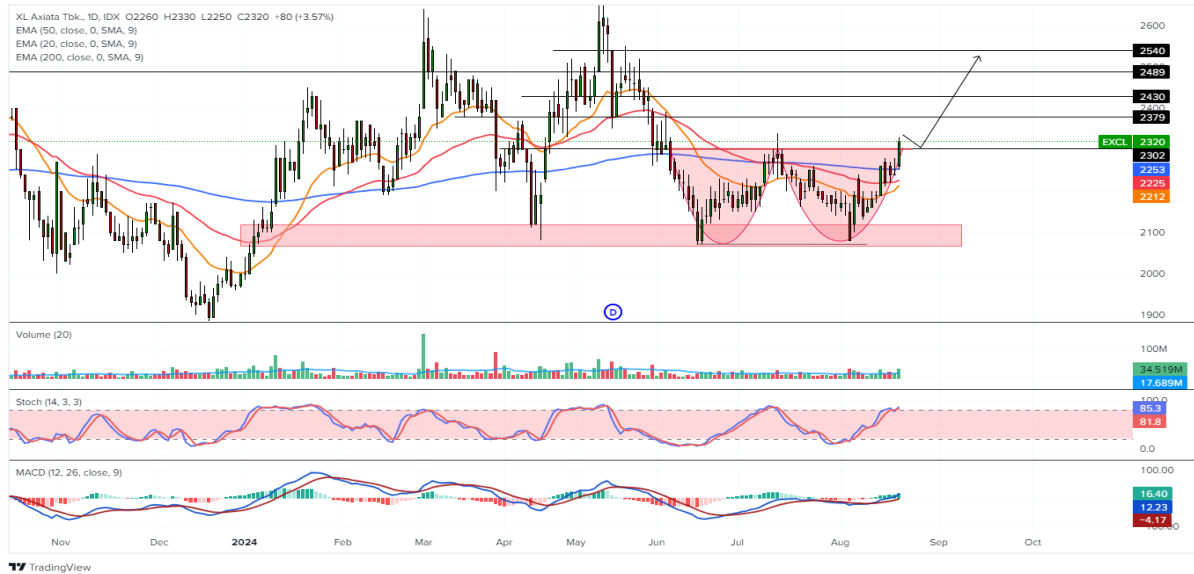 XL Axiata Tbk., 1D, IDX O2260 H2330 L2250 C2320 +80 (+3.57%)
EMA (50, close, 0, SMA, 9)
EMA (20, close, 0, SMA, 9)
EMA (200, close, 0, SMA, 9)
2600
2540
2489
2430
2400
2379
EXCL 2320
2302
2253
2225
2212
2100
2000
1900
D
Volume (20)
100M
34.519M
17.689M
Stoch (14, 3, 3)
85.3
81.8
0.0
MACD (12, 26, close, 9)
100.00
16.40
12.23
−4.17
Nov Dec 2024 Feb Mar Apr May Jun Jul Aug Sep Oct
TradingView